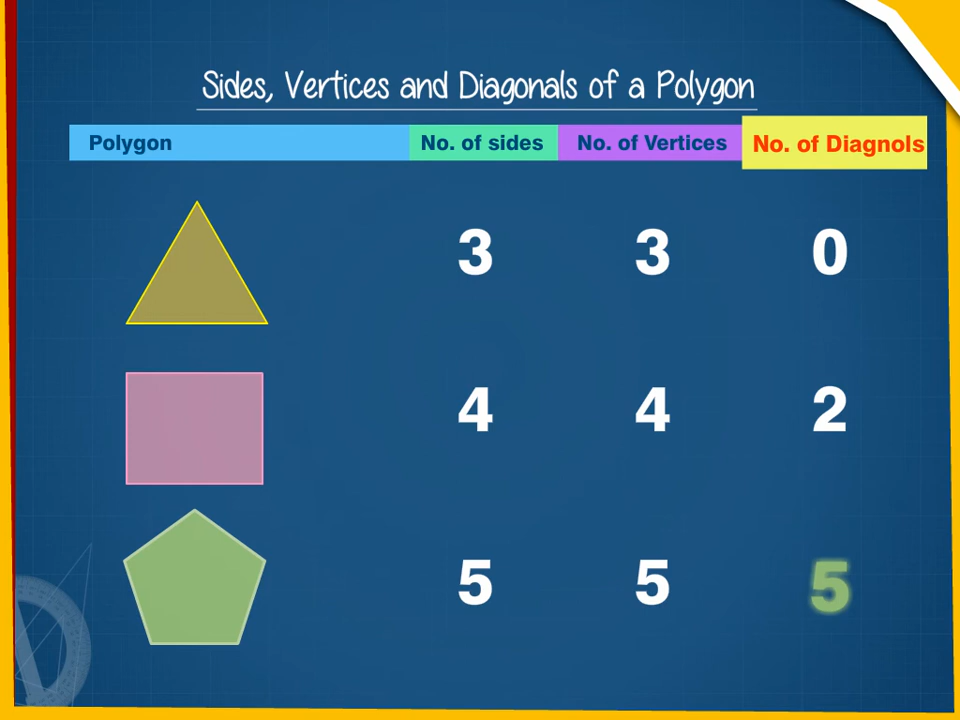 Sides, Vertices and Diagonals of a Polygon
Polygon No. of sides No. of Vertices No. of Diagnols
3 3 0
4 4 2
5 5 5